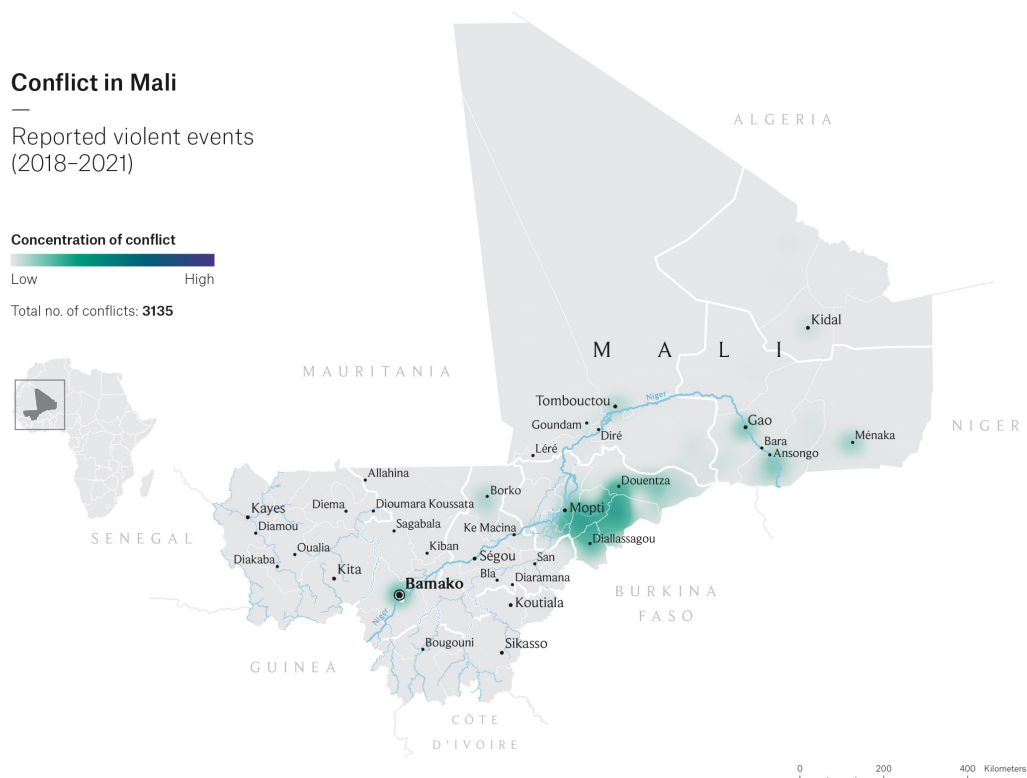 Conflict in Mali
Reported violent events
(2018–2021)
Concentration of conflict
Low
High
Total no. of conflicts: 3135
ALGERIA
MAURITANIA
MALI
NIGER
SENEGAL
GUINEA
BURKINA
FASO
CÔTE
D'IVOIRE
Kidal
Tombouctou
Niger
Goundam
Diré
Gao
Bara
Ansongo
Ménaka
Léré
Allahina
Douentza
Borko
Kayes
Diema
Dioumara Koussata
Mopti
Diamou
Sagabala
Ke Macina
Diallassagou
Oualia
Kiban
Diakaba
Ségou
San
Kita
Bla
Diaramana
Bamako
Koutiala
Niger
Bougouni
Sikasso
0
200
400 Kilometers